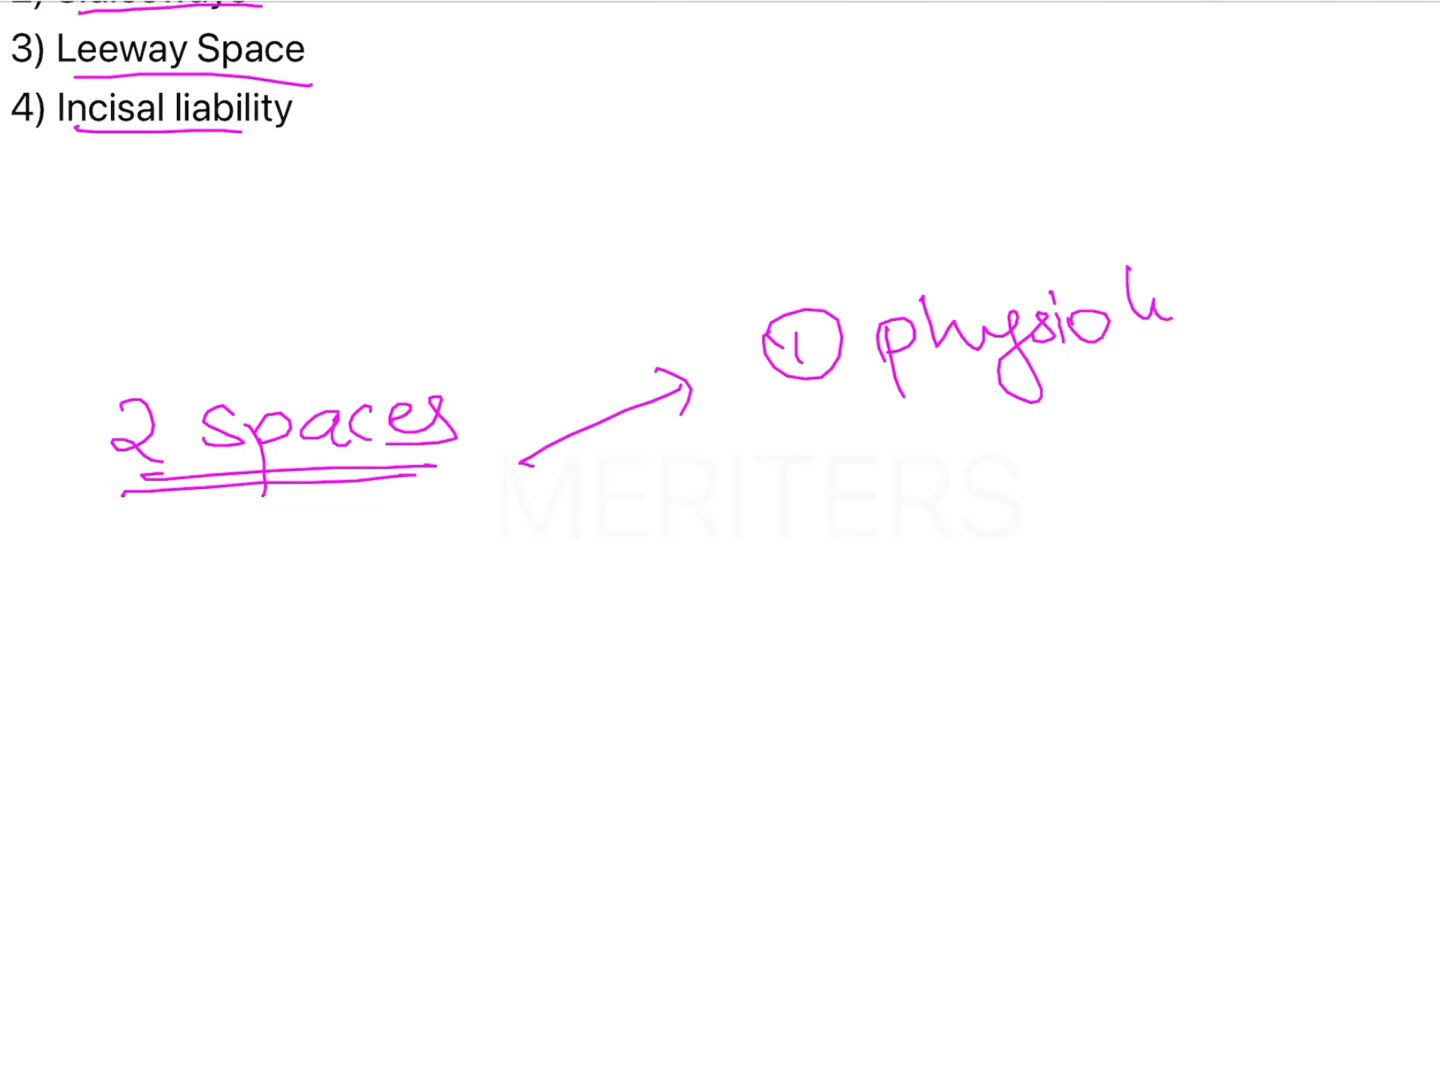 3) Leeway Space
4) Incisal liability
① physiol
2 spaces
MERITERS